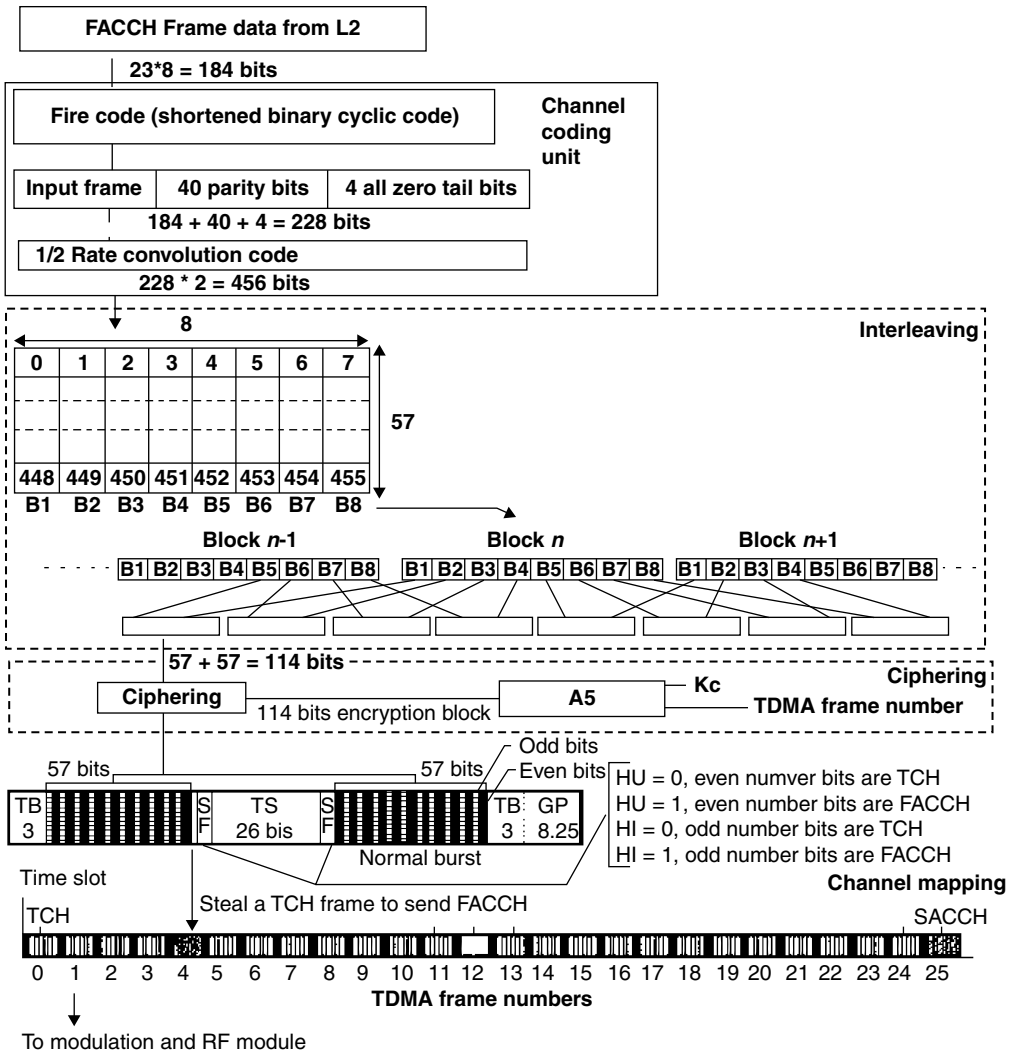 FACCH Frame data from L2
23*8 = 184 bits
Fire code (shortened binary cyclic code)
Channel
coding
unit
Input frame 40 parity bits 4 all zero tail bits
184 + 40 + 4 = 228 bits
1/2 Rate convolution code
228 * 2 = 456 bits
8
Interleaving
0 1 2 3 4 5 6 7
57
448 449 450 451 452 453 454 455
B1 B2 B3 B4 B5 B6 B7 B8
Block n-1 Block n Block n+1
B1 B2 B3 B4 B5 B6 B7 B8 B1 B2 B3 B4 B5 B6 B7 B8 B1 B2 B3 B4 B5 B6 B7 B8
57 + 57 = 114 bits
Ciphering
Ciphering
114 bits encryption block
A5
Kc
TDMA frame number
57 bits 57 bits
Odd bits
Even bits
TB
3
S
F
TS
26 bis
S
F
TB
3
GP
8.25
Normal burst
HU = 0, even numver bits are TCH
HU = 1, even number bits are FACCH
HI = 0, odd number bits are TCH
HI = 1, odd number bits are FACCH
Time slot
Channel mapping
TCH
Steal a TCH frame to send FACCH
SACCH
0 1 2 3 4 5 6 7 8 9 10 11 12 13 14 15 16 17 18 19 20 21 22 23 24 25
TDMA frame numbers
To modulation and RF module